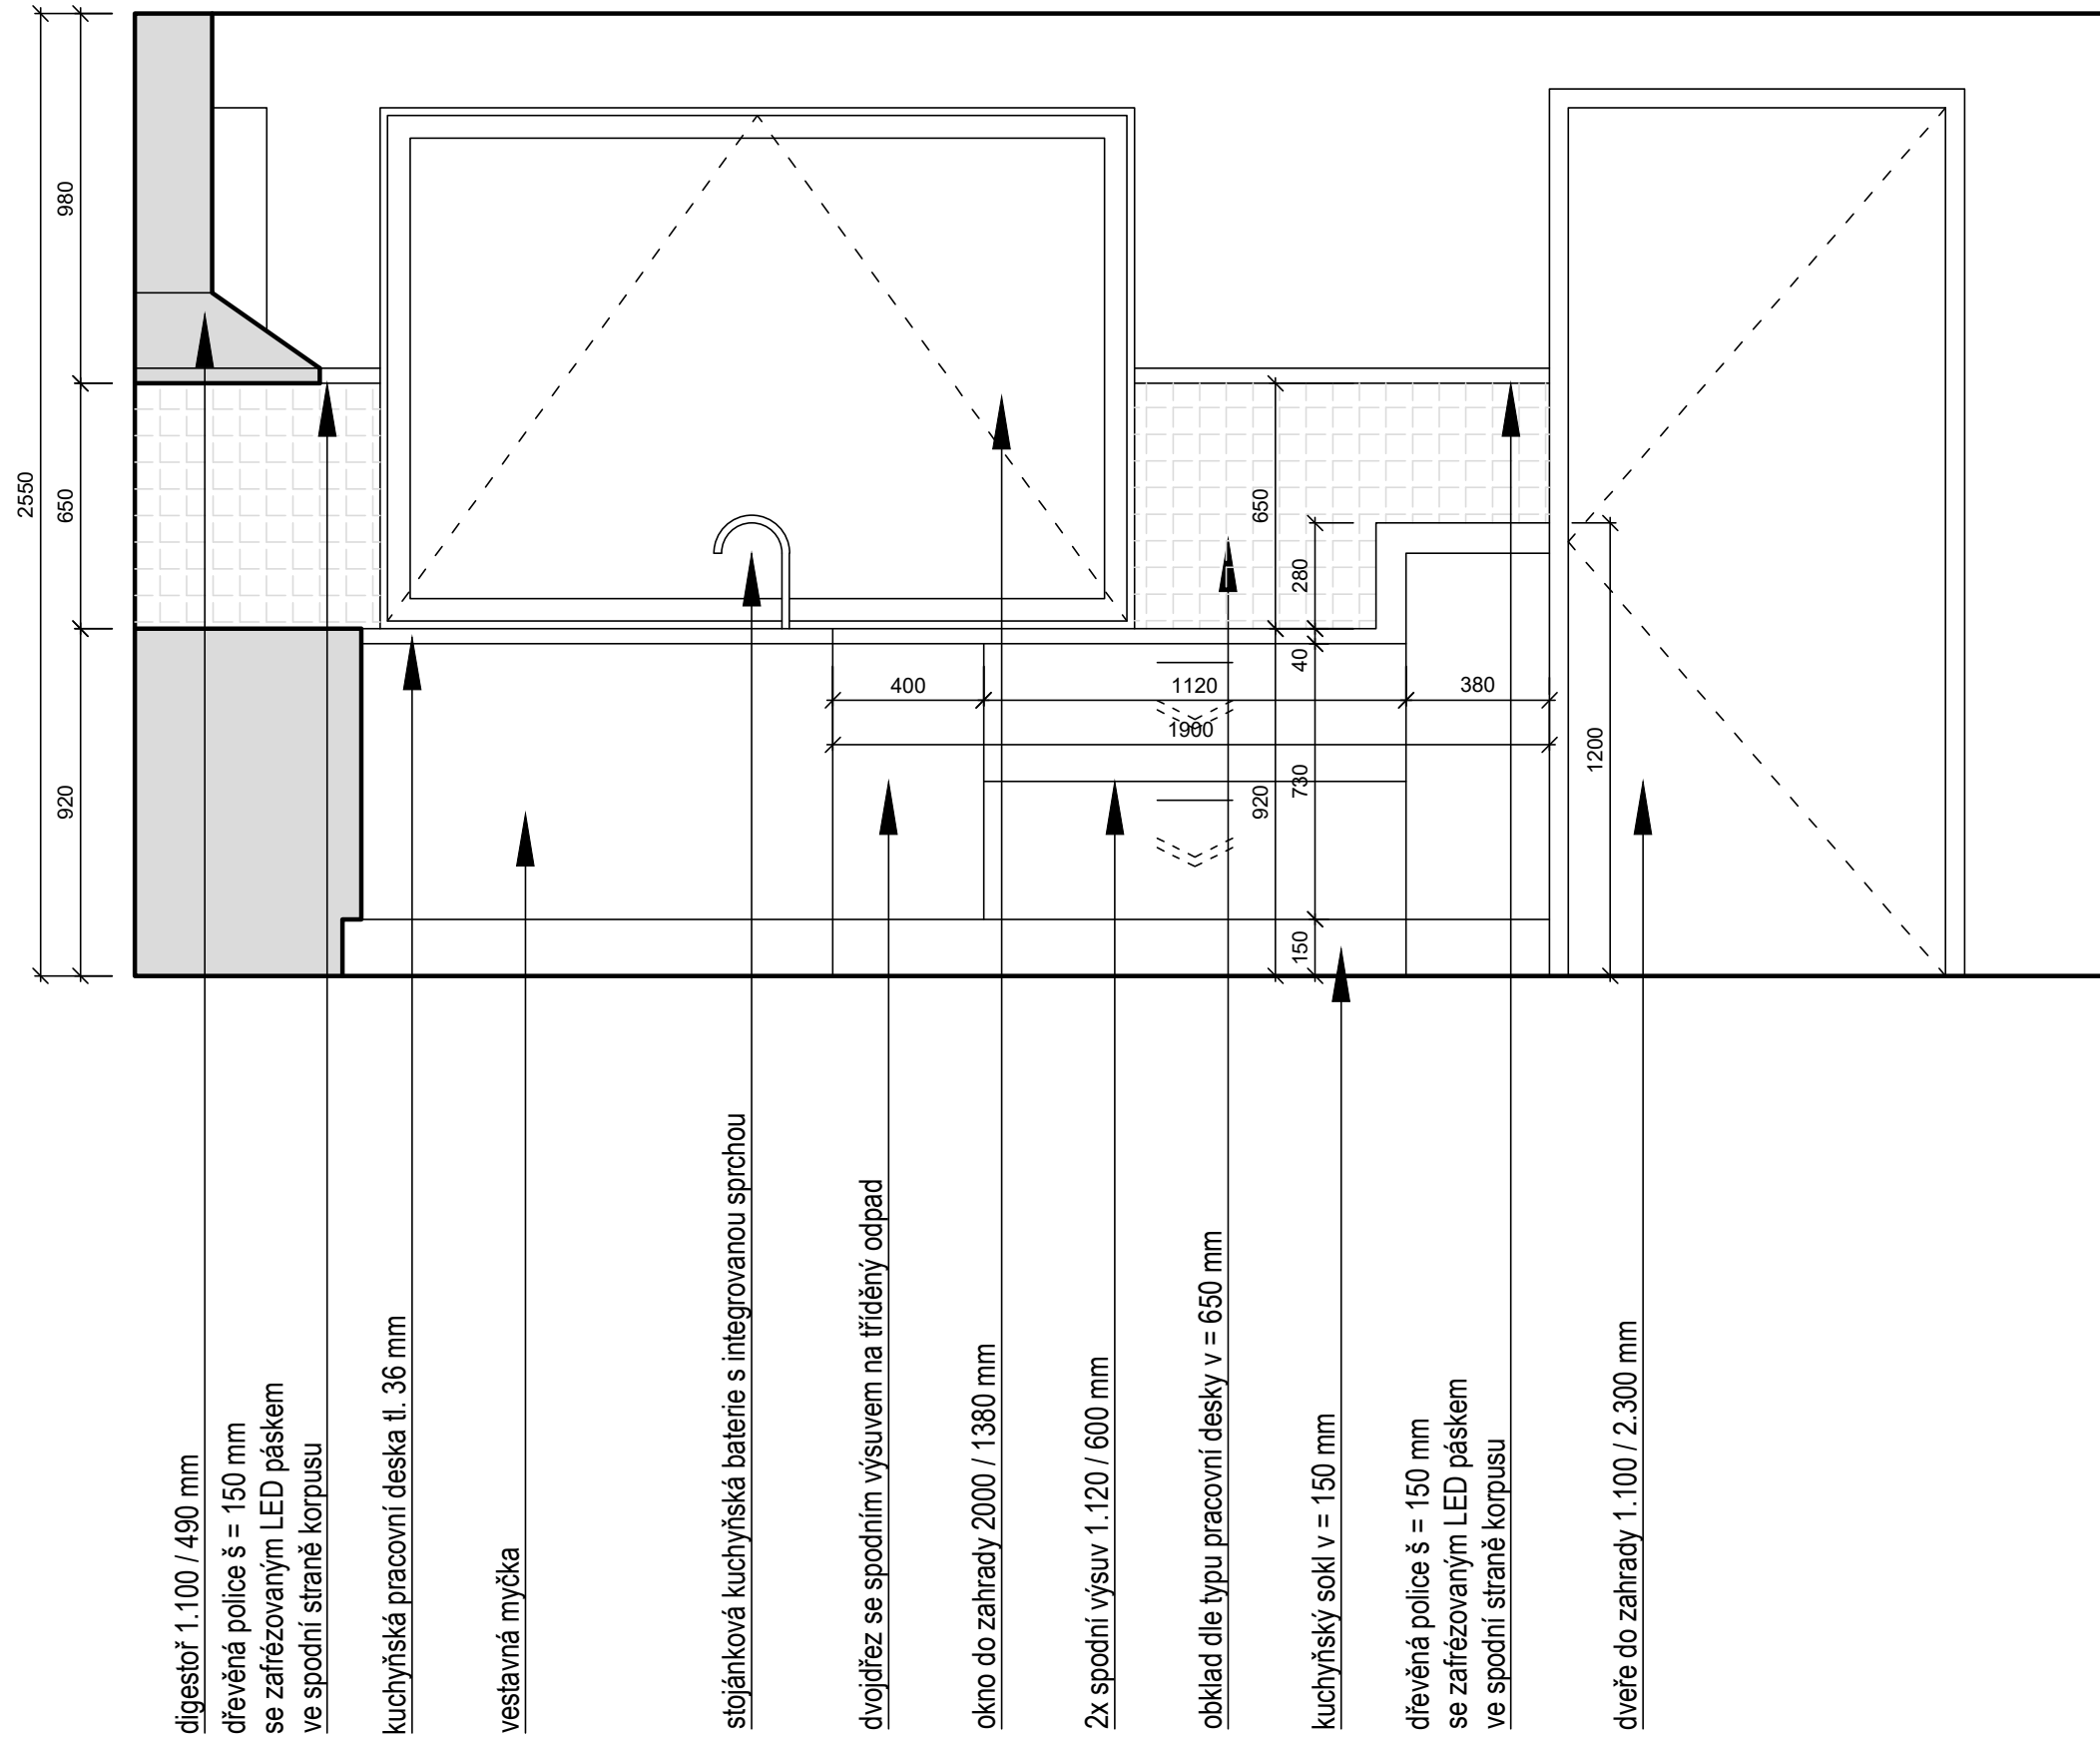 2550
980
650
920
650
280
40
400
1120
380
1900
730
920
1200
150
digestoř 1.100 / 490 mm
dřevěná police š = 150 mm
se zafrézovaným LED páskem
ve spodní straně korpusu
kuchyňská pracovní deska tl. 36 mm
vestavná myčka
stojánková kuchyňská baterie s integrovanou sprchou
dvojdřez se spodním výsuvem na tříděný odpad
okno do zahrady 2000 / 1380 mm
2x spodní výsuv 1.120 / 600 mm
obklad dle typu pracovní desky v = 650 mm
kuchyňský sokl v = 150 mm
dřevěná police š = 150 mm
se zafrézovaným LED páskem
ve spodní straně korpusu
dveře do zahrady 1.100 / 2.300 mm